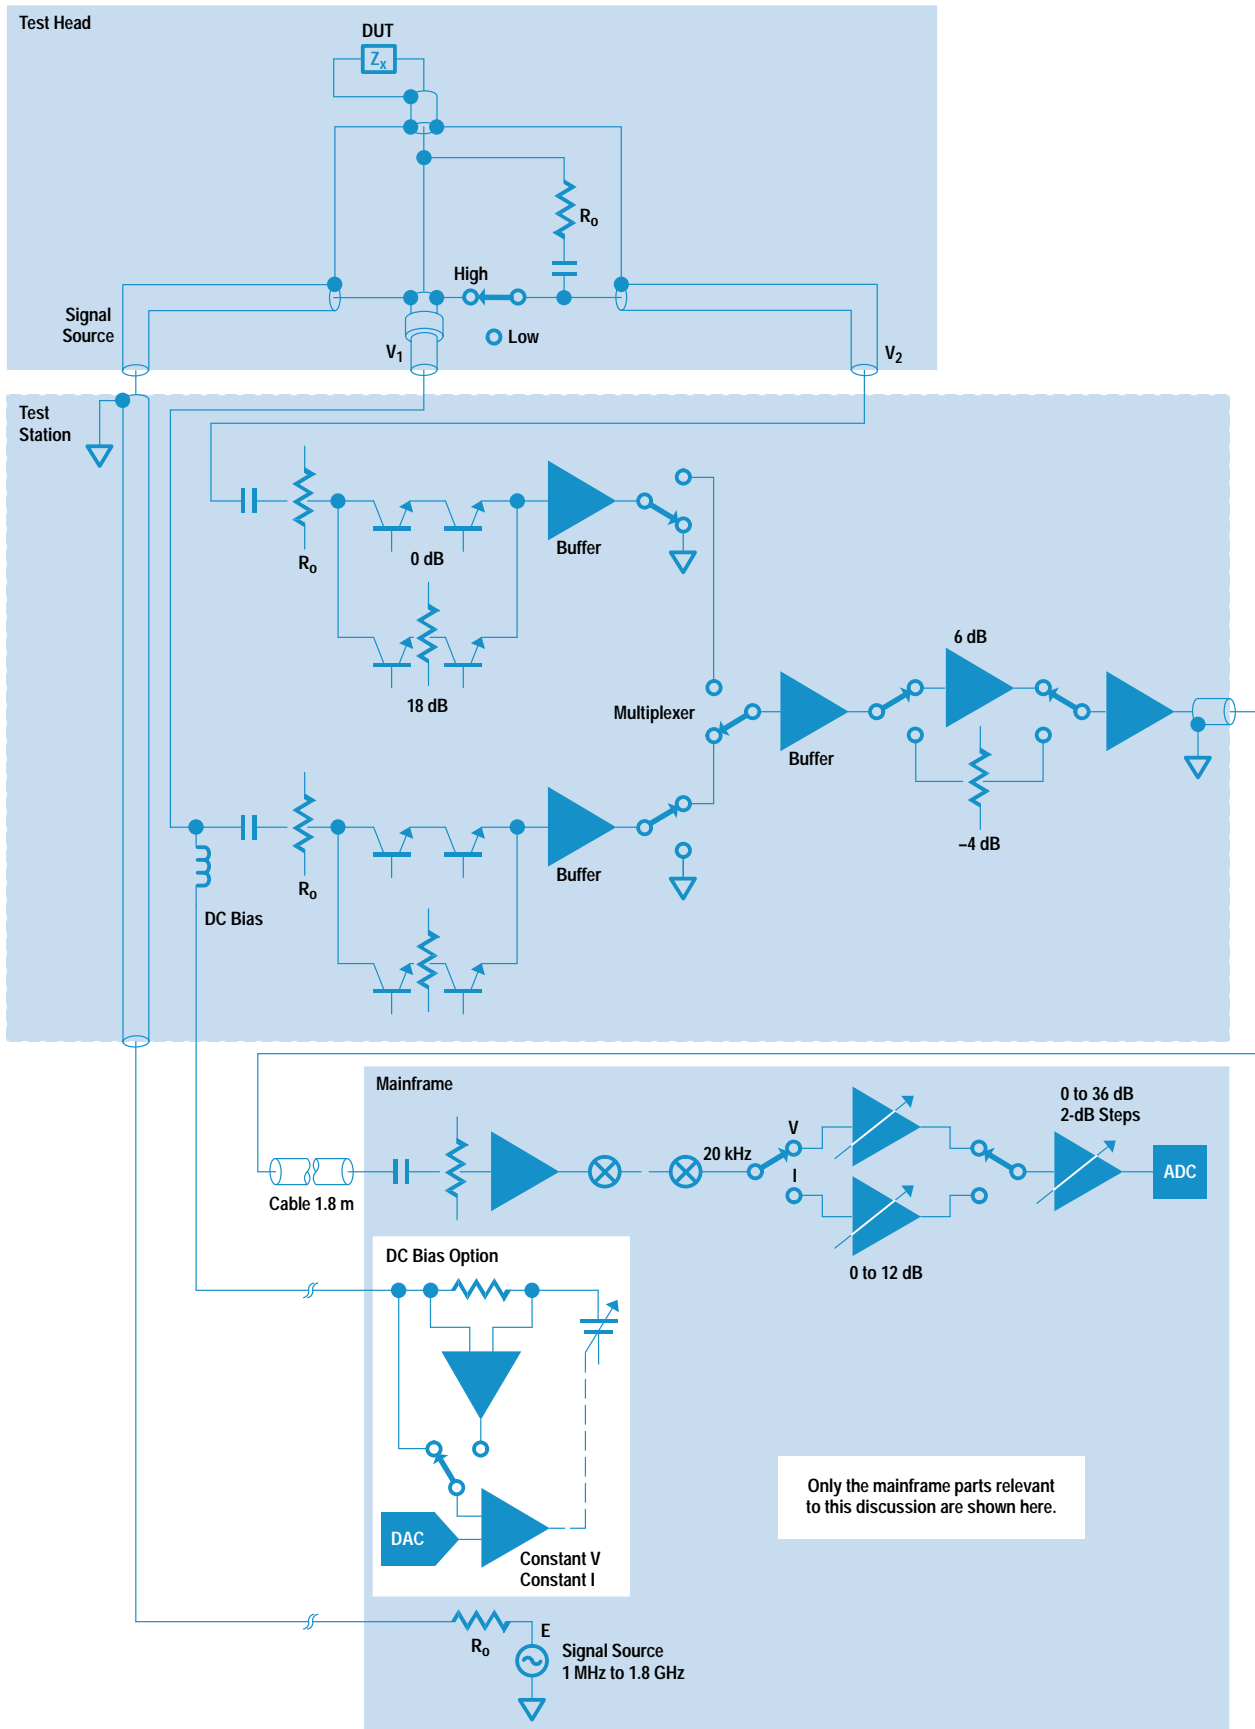 Test Head
DUT
Zx
Ro
High
Signal
Source
Low
V1
V2
Test
Station
Buffer
Ro
0 dB
18 dB
6 dB
Multiplexer
Buffer
–4 dB
Ro
Buffer
DC Bias
Mainframe
0 to 36 dB
2-dB Steps
V
20 kHz
I
ADC
Cable 1.8 m
0 to 12 dB
DC Bias Option
Only the mainframe parts relevant
to this discussion are shown here.
DAC
Constant V
Constant I
Ro
E
Signal Source
1 MHz to 1.8 GHz